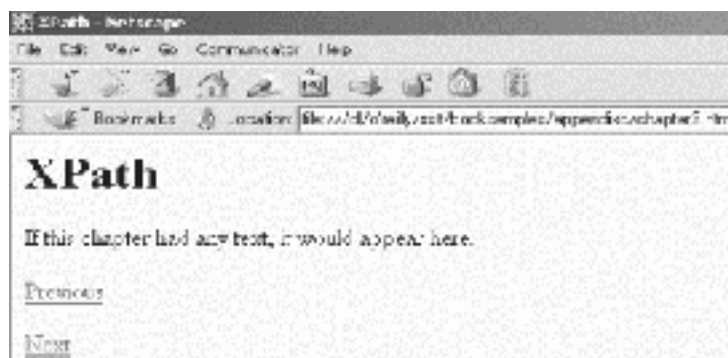 XPath - Netscape
File Edit View Go Communicator Help
Bookmarks Location:
XPath
If this chapter had any text, it would appear here.
Previous
Next